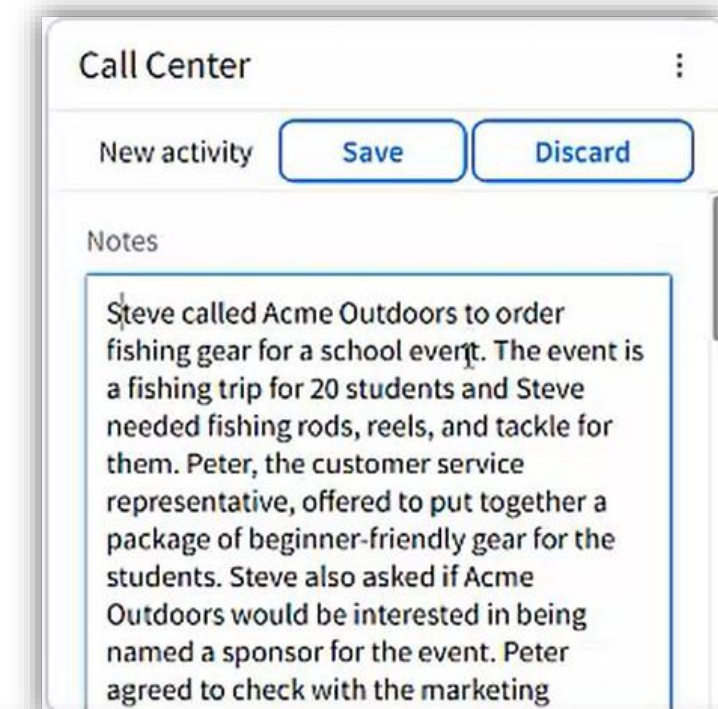 Call Center
New activity
Save
Discard
Notes
Steve called Acme Outdoors to order
fishing gear for a school event. The event is
a fishing trip for 20 students and Steve
needed fishing rods, reels, and tackle for
them. Peter, the customer service
representative, offered to put together a
package of beginner-friendly gear for the
students. Steve also asked if Acme
Outdoors would be interested in being
named a sponsor for the event. Peter
agreed to check with the marketing